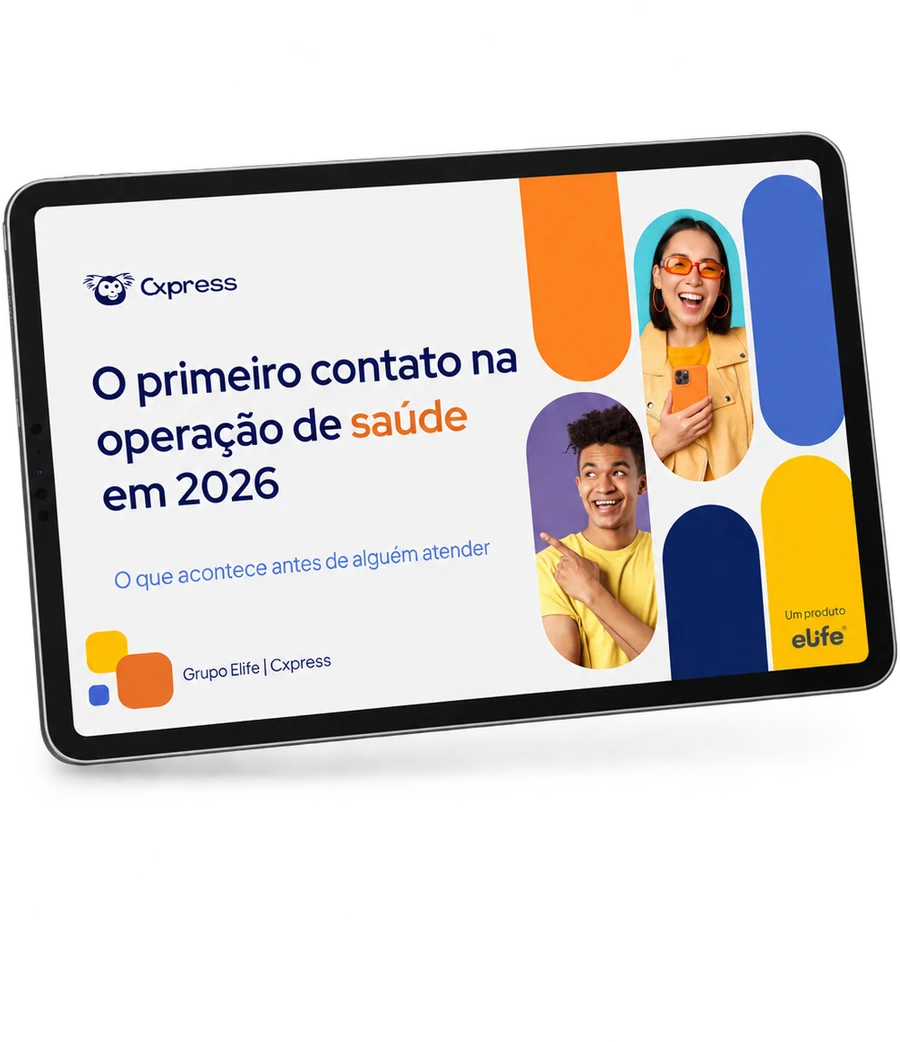 Cxpress
O primeiro contato na
operação de saúde
em 2026
O que acontece antes de alguém atender
Grupo Elife | Cxpress
Um produto
elife®